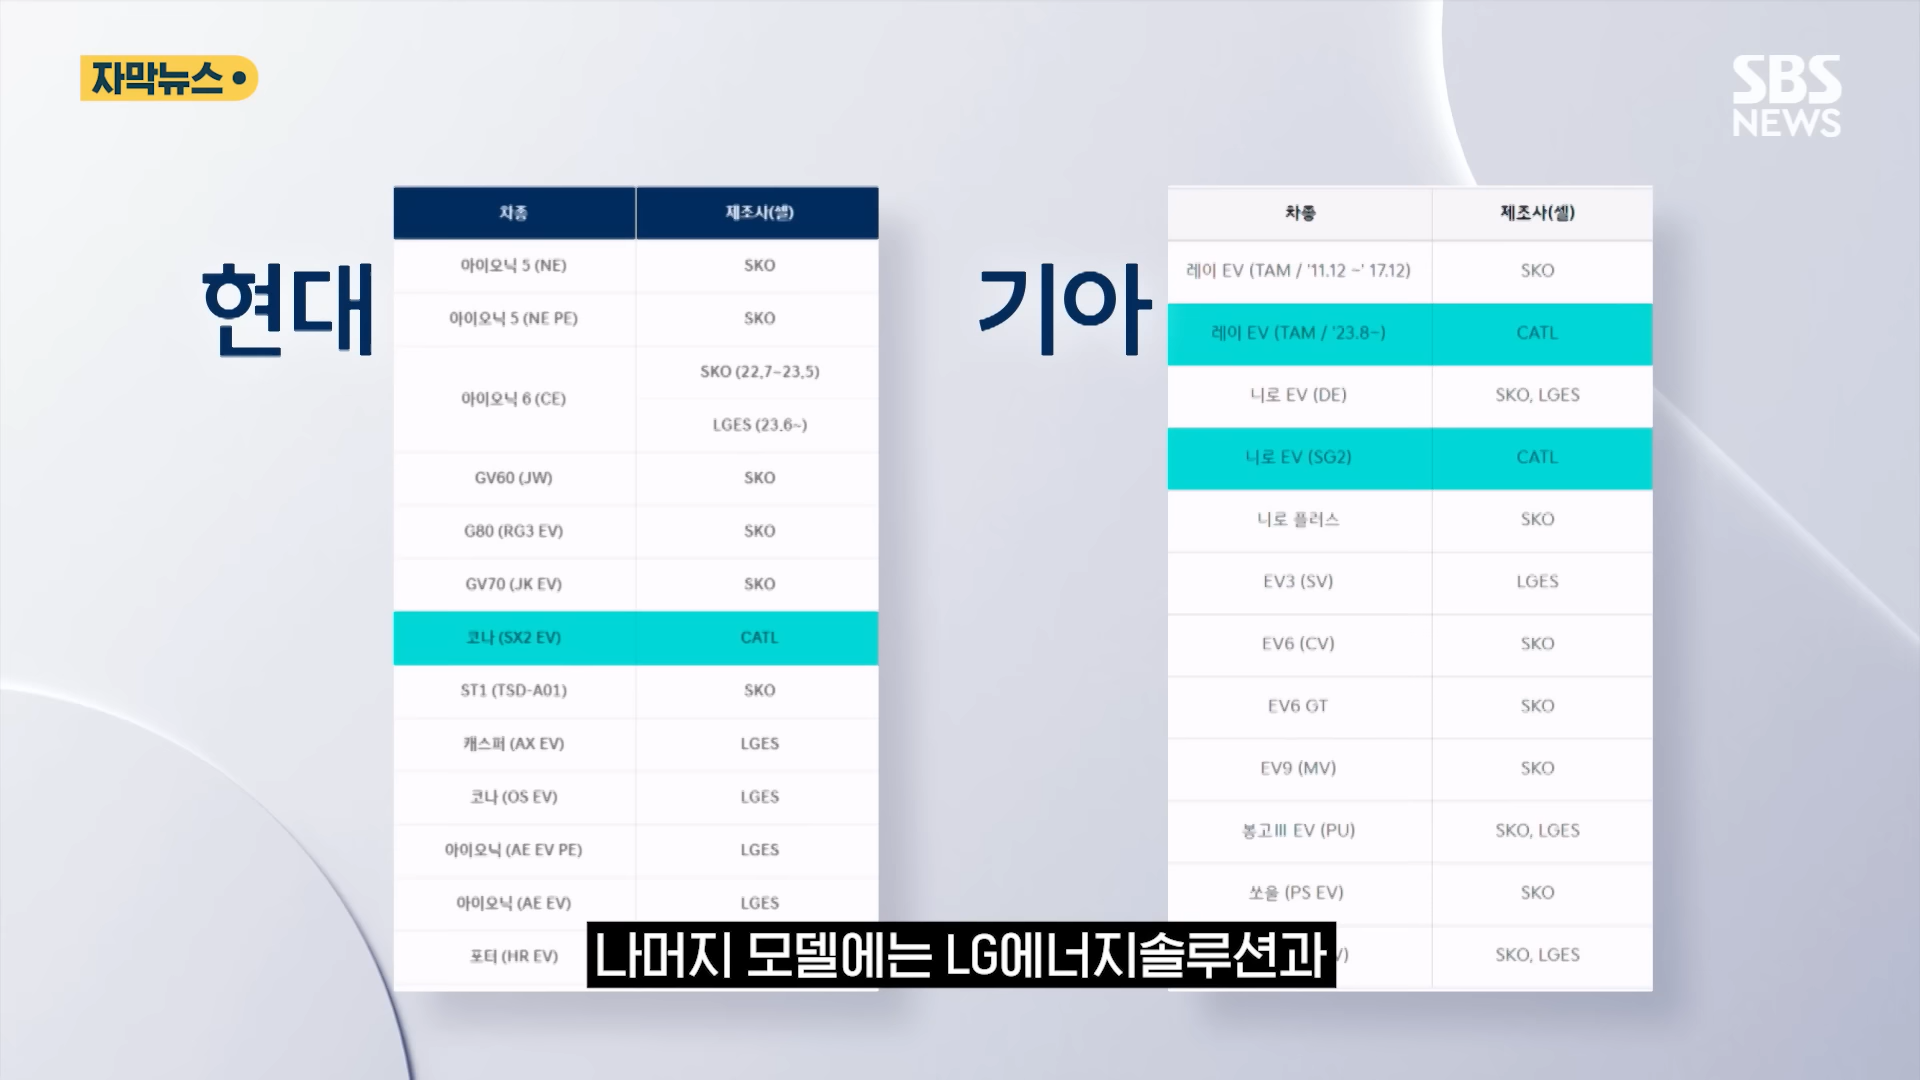 자막뉴스
SBS
NEWS
현대
차종 제조사(셀)
아이오닉 5 (NE) SKO
아이오닉 5 (NE PE) SKO
아이오닉 6 (CE) SKO (22.7~23.5)
LGES (23.6~)
GV60 (JW) SKO
G80 (RG3 EV) SKO
GV70 (JK EV) SKO
코나 (SX2 EV) CATL
ST1 (TSD-A01) SKO
캐스퍼 (AX EV) LGES
코나 (OS EV) LGES
아이오닉 (AE EV PE) LGES
아이오닉 (AE EV) LGES
포터 (HR EV)
기아
차종 제조사(셀)
레이 EV (TAM / '11.12 ~' 17.12) SKO
레이 EV (TAM / '23.8~) CATL
니로 EV (DE) SKO, LGES
니로 EV (SG2) CATL
니로 플러스 SKO
EV3 (SV) LGES
EV6 (CV) SKO
EV6 GT SKO
EV9 (MV) SKO
봉고Ⅲ EV (PU) SKO, LGES
쏘울 (PS EV) SKO
SKO, LGES
나머지 모델에는 LG에너지솔루션과